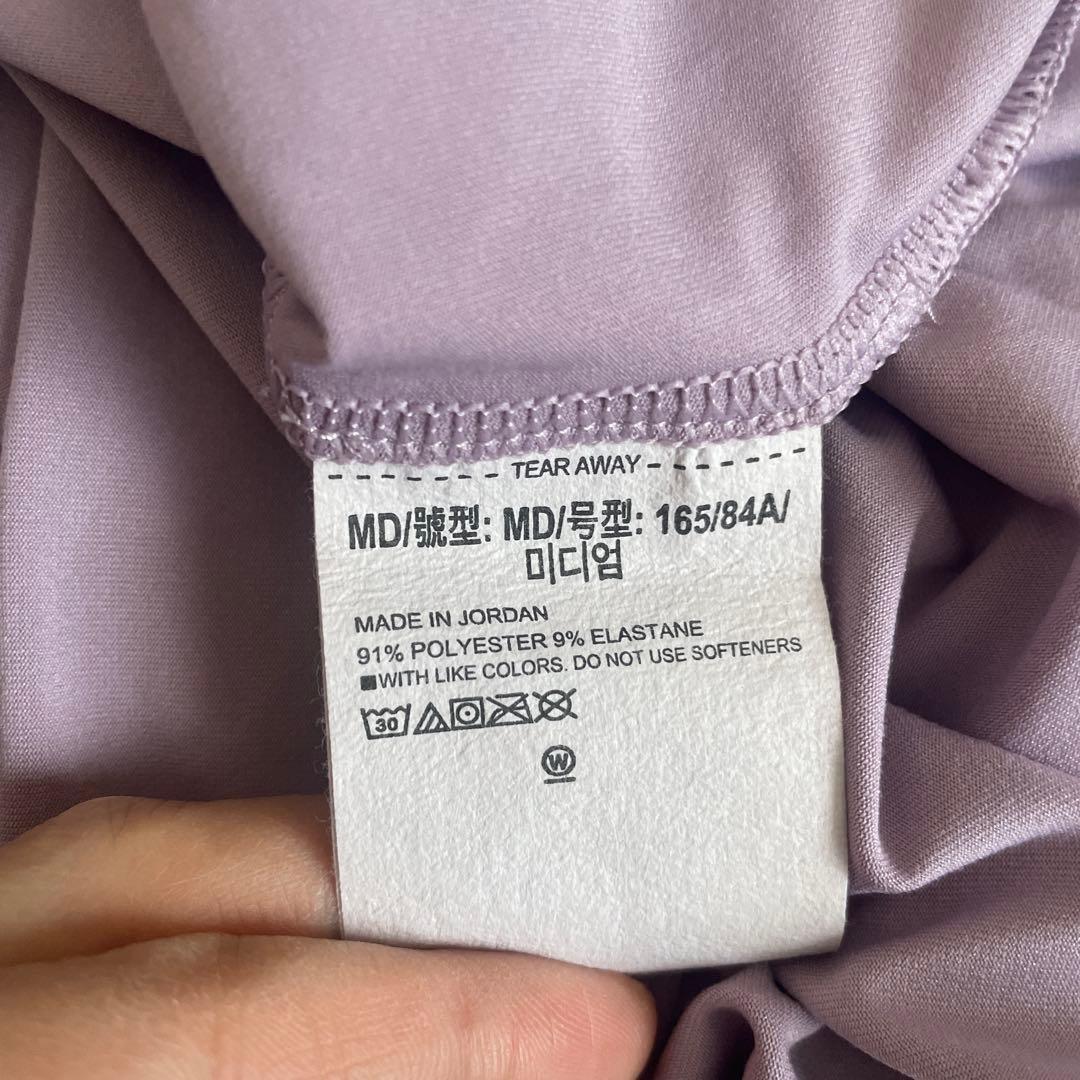 TEAR AWAY
MD/號型: MD/号型: 165/84A/
미디엄
MADE IN JORDAN
91% POLYESTER 9% ELASTANE
■WITH LIKE COLORS. DO NOT USE SOFTENERS
30
W